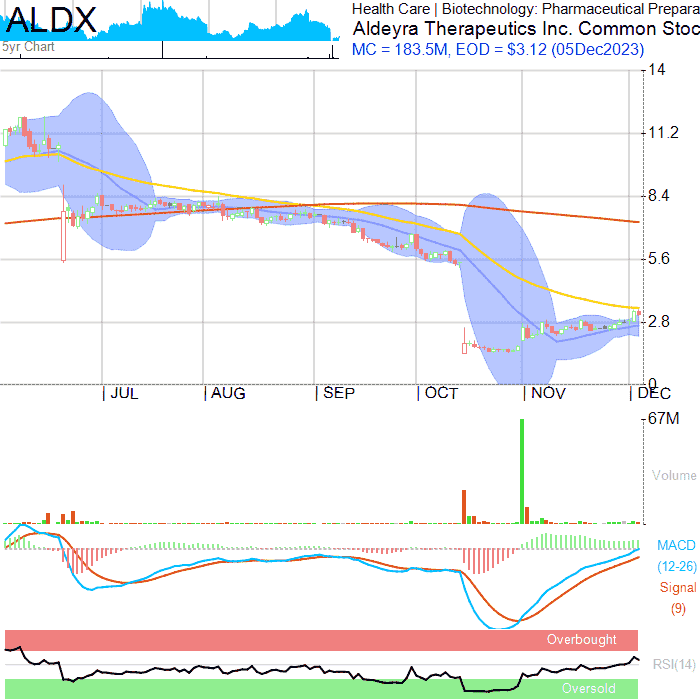 ALDX
5yr Chart
Health Care | Biotechnology: Pharmaceutical Prepara
Aldeyra Therapeutics Inc. Common Stoc
MC = 183.5M, EOD = $3.12 (05Dec2023)
14
11.2
8.4
5.6
2.8
0
JUL
AUG
SEP
OCT
NOV
DEC
67M
Volume
MACD
(12-26)
Signal
(9)
Overbought
RSI(14)
Oversold